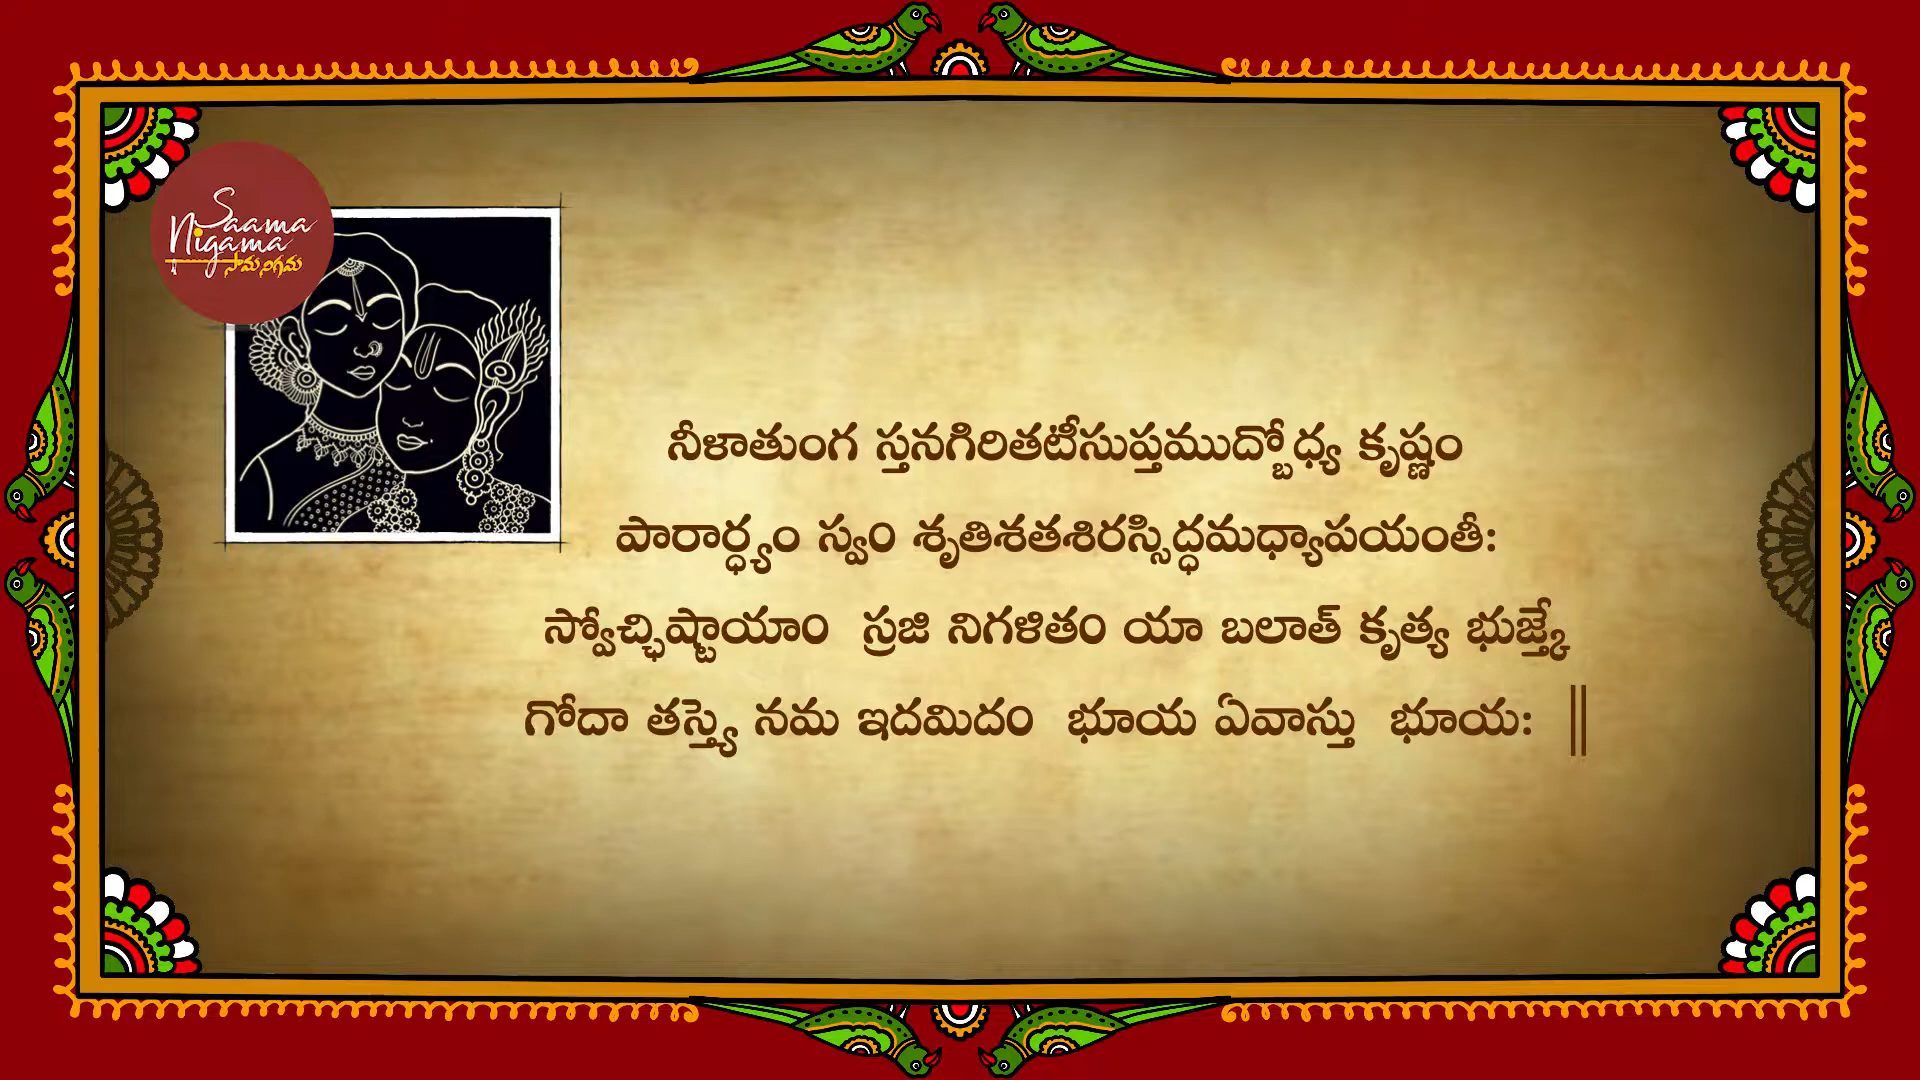 Saama
Nigama
సామ నిగమ
నీళాతుంగ స్తనగిరితటీసుప్తముద్బోధ్య కృష్ణం
పారార్ధ్యం స్వం శృతిశతశిరస్సిద్ధమధ్యాపయంతీః
స్వోచ్ఛిష్టాయాం స్రజి నిగళితం యా బలాత్ కృత్య భుజ్త్కే
గోదా తస్త్యై నమ ఇదమిదం భూయ ఏవాస్తు భూయః ||